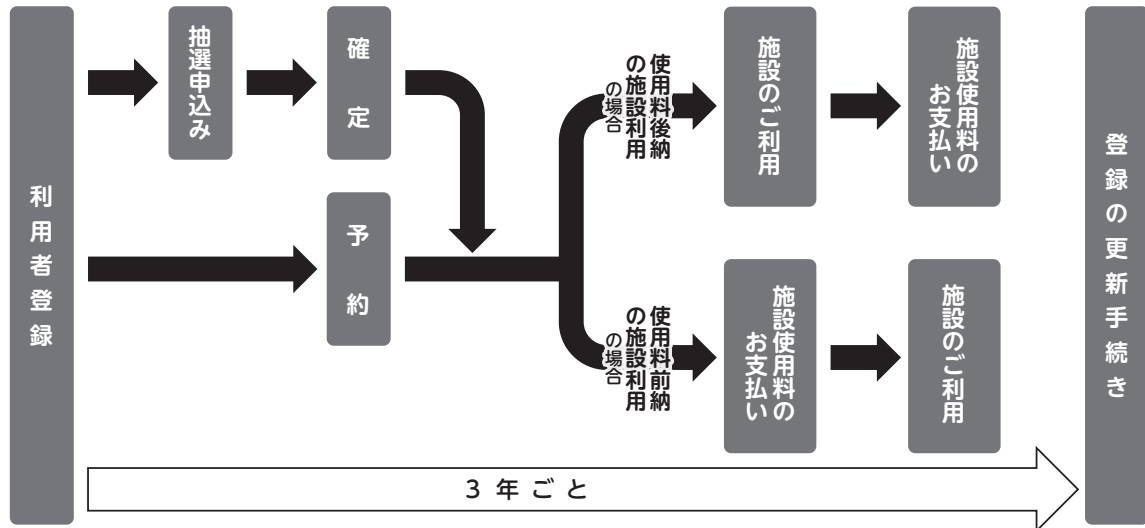 利用者登録
抽選申込み
確定
予約
使用料後納
の施設利用
の場合
施設のご利用
施設使用料の
お支払い
使用料前納
の施設利用
の場合
施設使用料の
お支払い
施設のご利用
登録の更新手続き
3年ごと